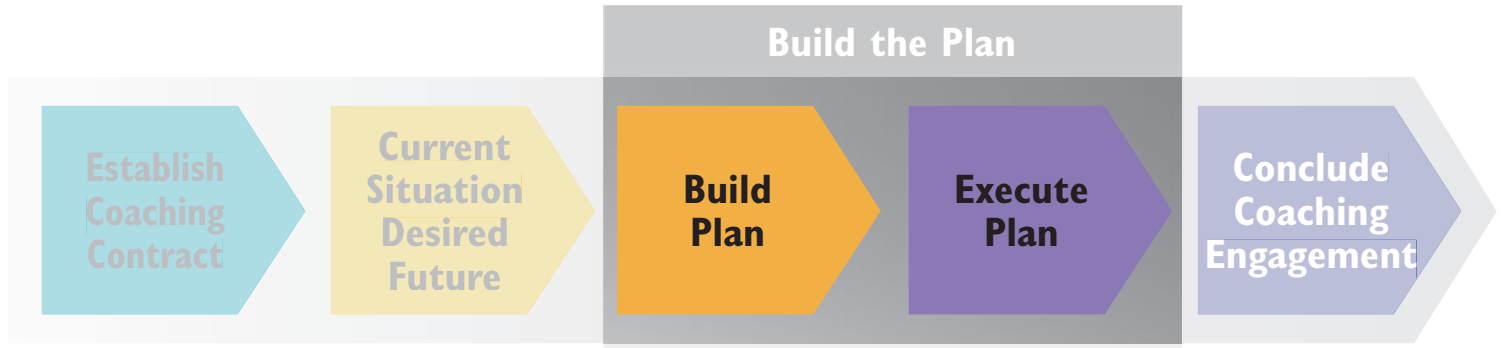 Build the Plan
Establish
Coaching
Contract
Current
Situation
Desired
Future
Build
Plan
Execute
Plan
Conclude
Coaching
Engagement